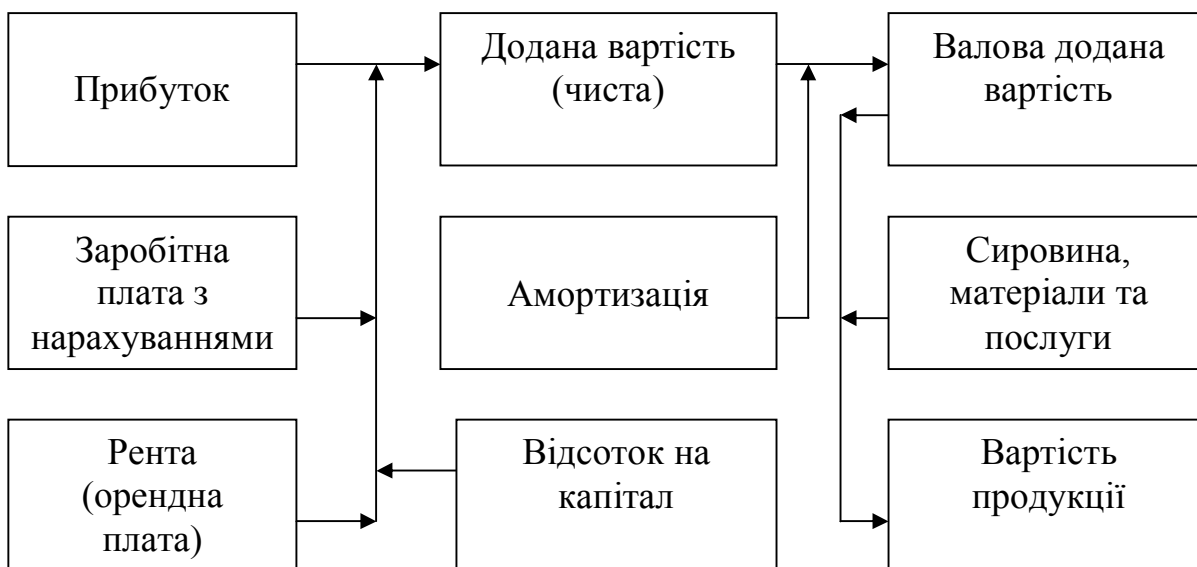 Прибуток
Додана вартість
(чиста)
Валова додана
вартість
Заробітна
плата з
нарахуваннями
Амортизація
Сировина,
матеріали та
послуги
Рента
(орендна
плата)
Відсоток на
капітал
Вартість
продукції